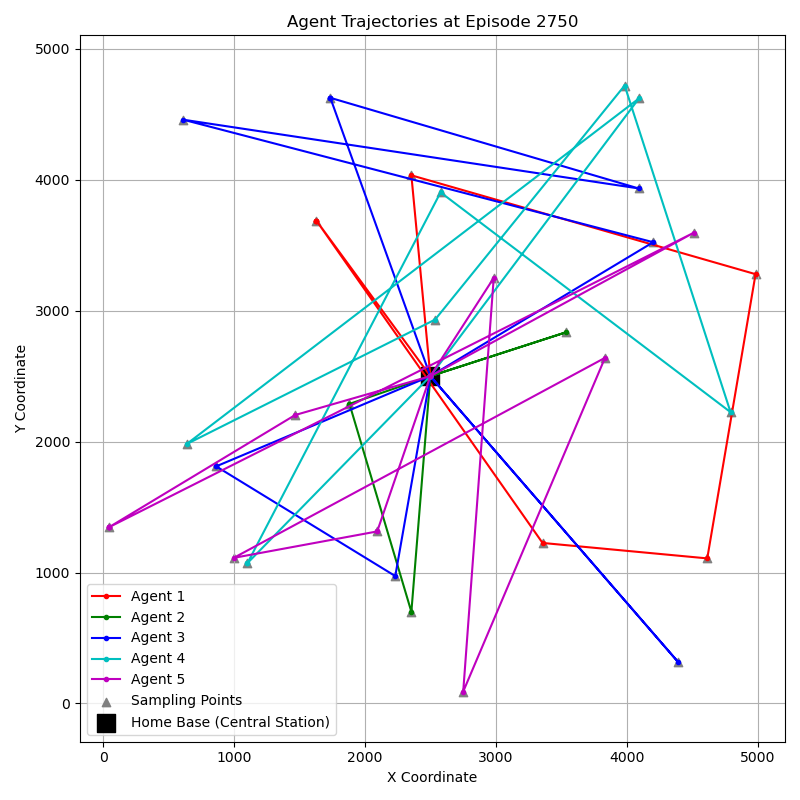 Agent Trajectories at Episode 2750
5000
4000
3000
2000
1000
0
Y Coordinate
Agent 1
Agent 2
Agent 3
Agent 4
Agent 5
Sampling Points
Home Base (Central Station)
0 1000 2000 3000 4000 5000
X Coordinate